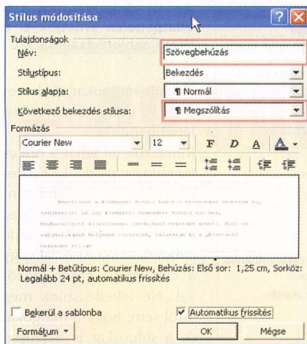 Stílus módosítása
Tulajdonságok
Név: Szövegbehúzás
Stílustípus: Bekezdés
Stílus alapja: ¶ Normál
Következő bekezdés stílusa: ¶ Megszólítás
Formázás
Courier New 12 F D A A
Normál + Betűtípus: Courier New, Behúzás: Első sor: 1,25 cm, Sorköz:
Legalább 24 pt, automatikus frissítés
Bekerül a sablonba Automatikus frissítés
Formátum OK Mégse